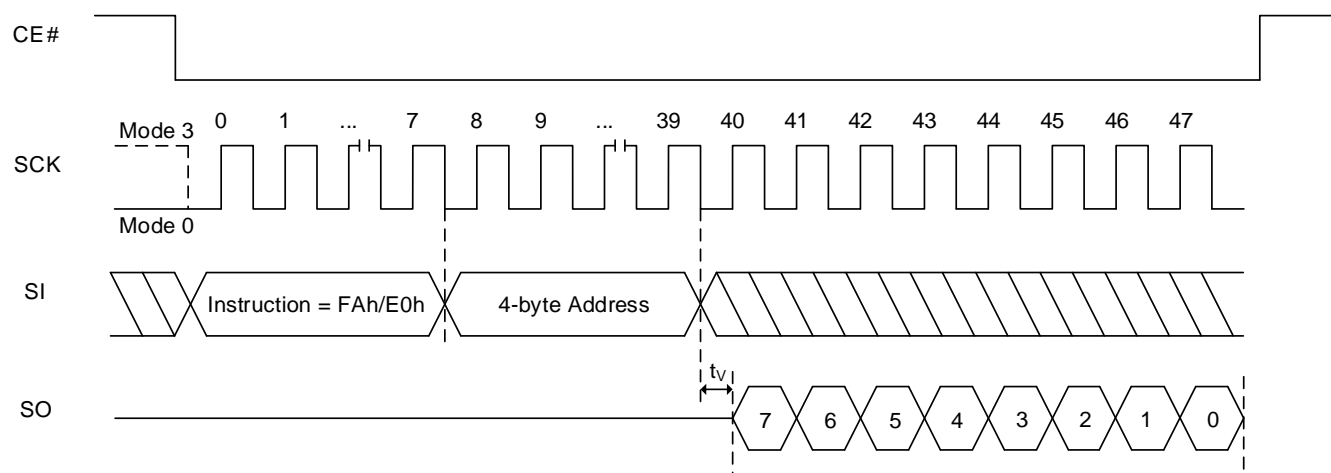 CE#
Mode 3 0 1 ... 7 8 9 ... 39 40 41 42 43 44 45 46 47
SCK
Mode 0
SI Instruction = FAh/E0h 4-byte Address
tV
SO 7 6 5 4 3 2 1 0